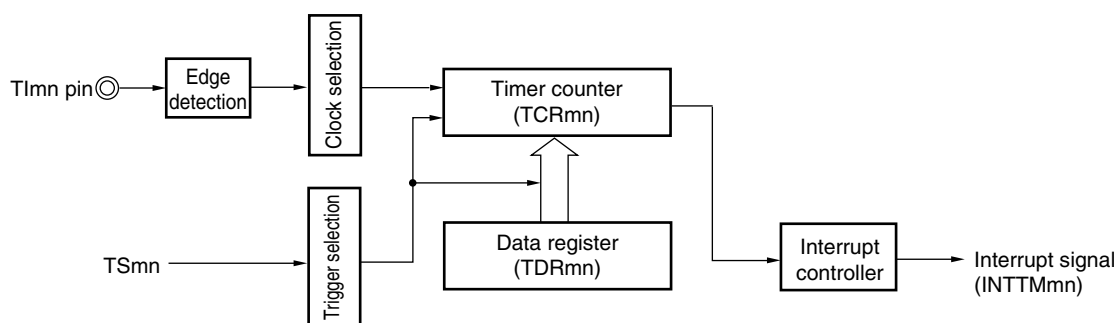 TImn pin
Edge
detection
Clock selection
Timer counter
(TCRmn)
TSmn
Trigger selection
Data register
(TDRmn)
Interrupt
controller
Interrupt signal
(INTTMmn)